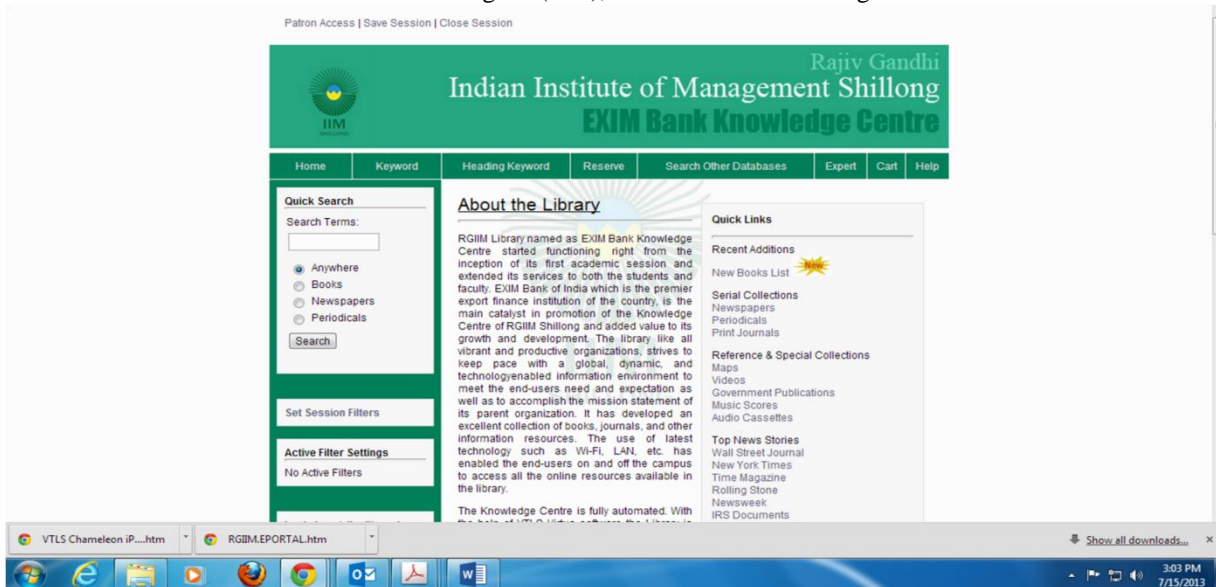 Patron Access | Save Session | Close Session
Rajiv Gandhi
Indian Institute of Management Shillong
EXIM Bank Knowledge Centre
IIM
SHILLONG
Home Keyword Heading Keyword Reserve Search Other Databases Expert Cart Help
Quick Search
Search Terms:
Anywhere
Books
Newspapers
Periodicals
Search
Set Session Filters
Active Filter Settings
No Active Filters
About the Library
RGIIM Library named as EXIM Bank Knowledge
Centre started functioning right from the
inception of its first academic session and
extended its services to both the students and
faculty. EXIM Bank of India which is the premier
export finance institution of the country, is the
main catalyst in promotion of the Knowledge
Centre of RGIIM Shillong and added value to its
growth and development. The library like all
vibrant and productive organizations, strives to
keep pace with a global, dynamic, and
technologyenabled information environment to
meet the end-users need and expectation as
well as to accomplish the mission statement of
its parent organization. It has developed an
excellent collection of books, journals, and other
information resources. The use of latest
technology such as Wi-Fi, LAN, etc. has
enabled the end-users on and off the campus
to access all the online resources available in
the library.
The Knowledge Centre is fully automated. With
the help of VTLS Virtua software the Library is
Quick Links
Recent Additions
New Books List New
Serial Collections
Newspapers
Periodicals
Print Journals
Reference & Special Collections
Maps
Videos
Government Publications
Music Scores
Audio Cassettes
Top News Stories
Wall Street Journal
New York Times
Time Magazine
Rolling Stone
Newsweek
IRS Documents
VTLS Chameleon iP....htm
RGIIM.EPORTAL.htm
Show all downloads...
3:03 PM
7/15/2013